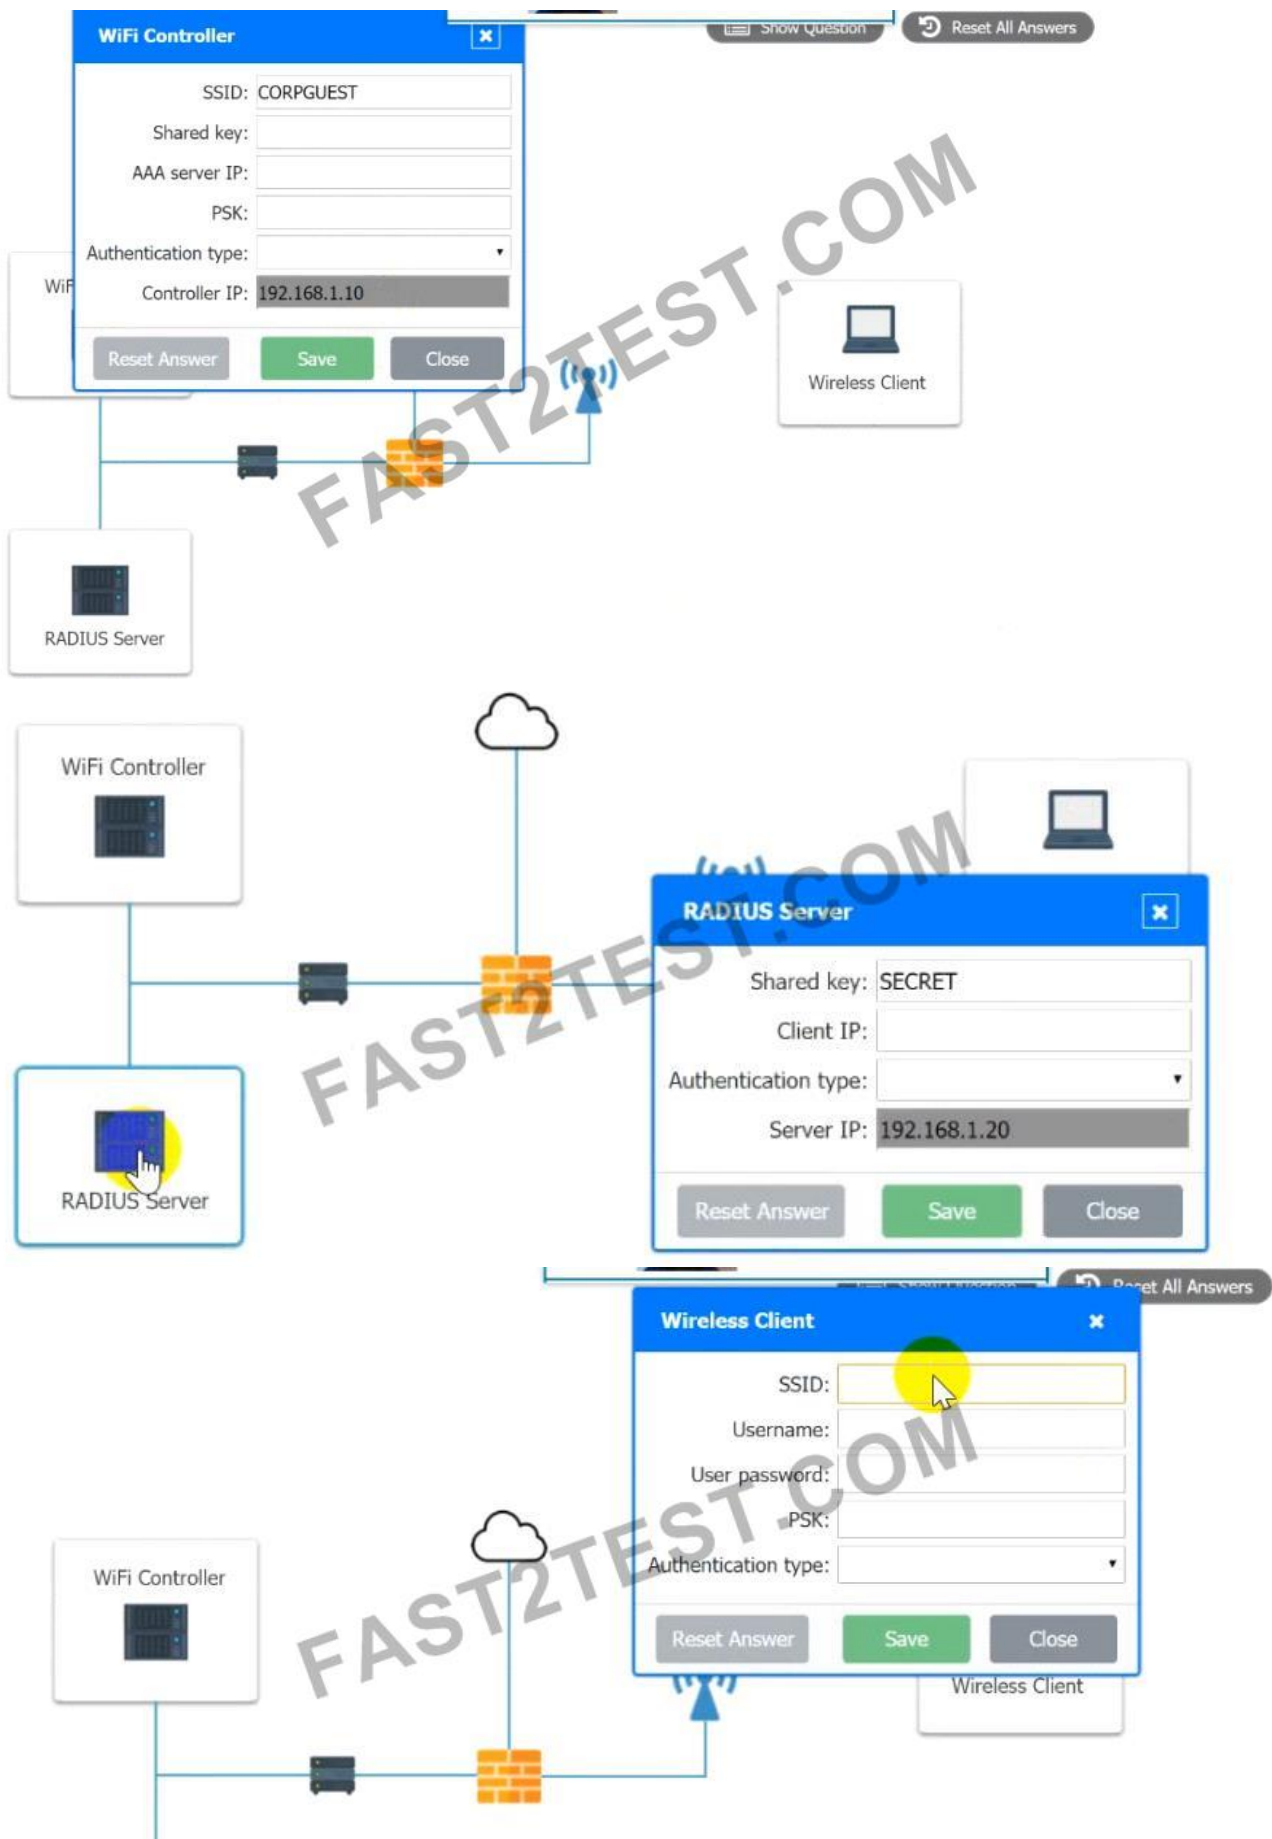 WiFi Controller
Show Question
Reset All Answers
SSID: CORPGUEST
Shared key:
AAA server IP:
PSK:
Authentication type:
WiF
Controller IP: 192.168.1.10
Reset Answer Save Close
Wireless Client
FAST2TEST.COM
RADIUS Server
WiFi Controller
RADIUS Server
Shared key: SECRET
Client IP:
Authentication type:
Server IP: 192.168.1.20
Reset Answer Save Close
RADIUS Server
FAST2TEST.COM
Show Question
Reset All Answers
Wireless Client
SSID:
Username:
User password:
PSK:
Authentication type:
Reset Answer Save Close
WiFi Controller
Wireless Client
FAST2TEST.COM